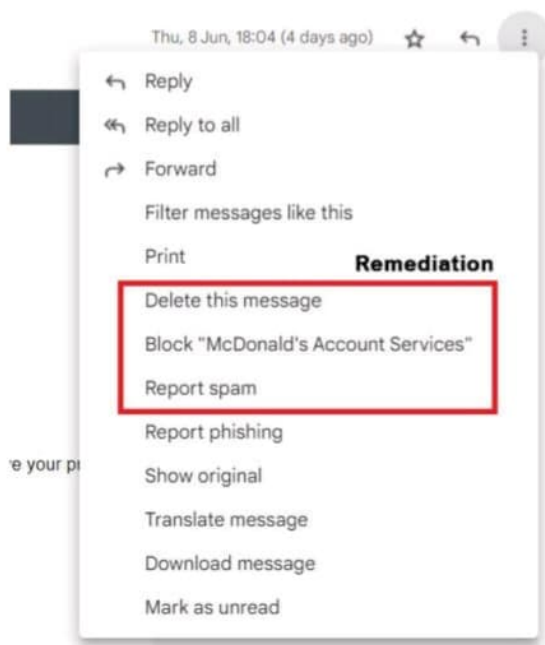 Thu, 8 Jun, 18:04 (4 days ago)
Reply
Reply to all
Forward
Filter messages like this
Print
Remediation
Delete this message
Block "McDonald's Account Services"
Report spam
Report phishing
e your
Show original
Translate message
Download message
Mark as unread